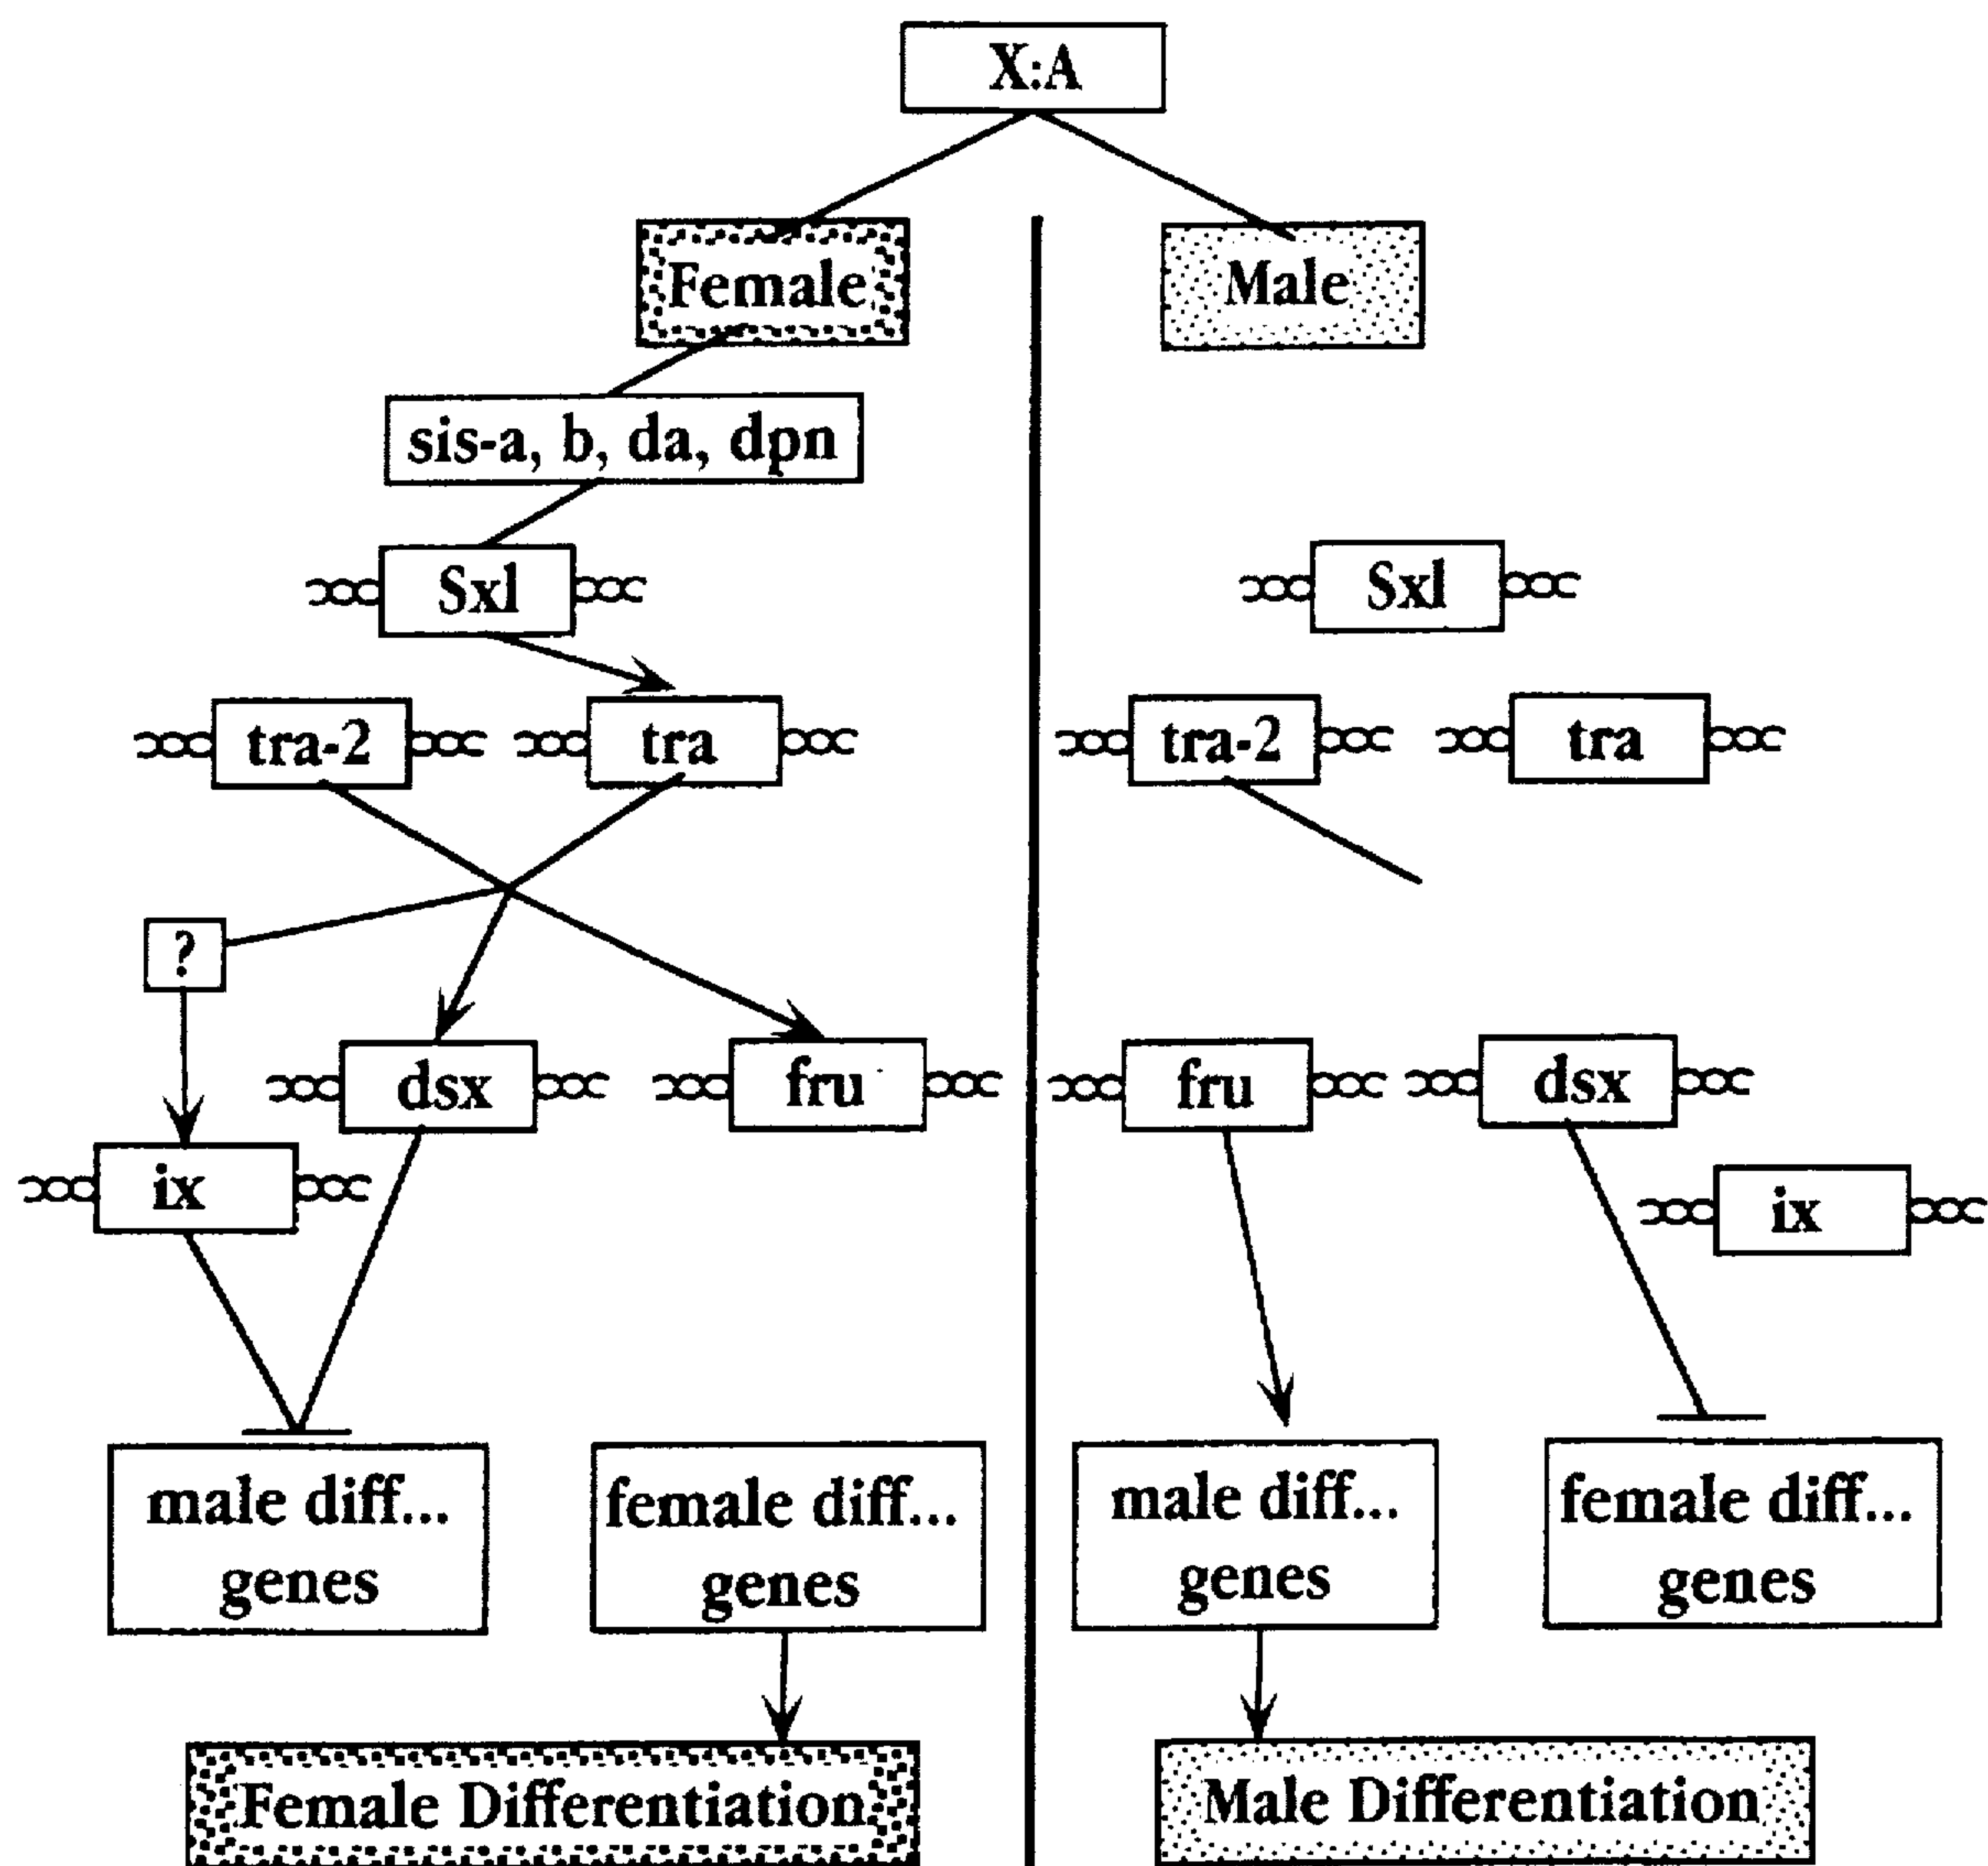 X:A
Female
Male
sis-a, b, da, dpn
Sxl
Sxl
tra-2
tra
tra-2
tra
?
dsx
fru
fru
dsx
ix
ix
male diff...
genes
female diff...
genes
male diff...
genes
female diff...
genes
Female Differentiation
Male Differentiation